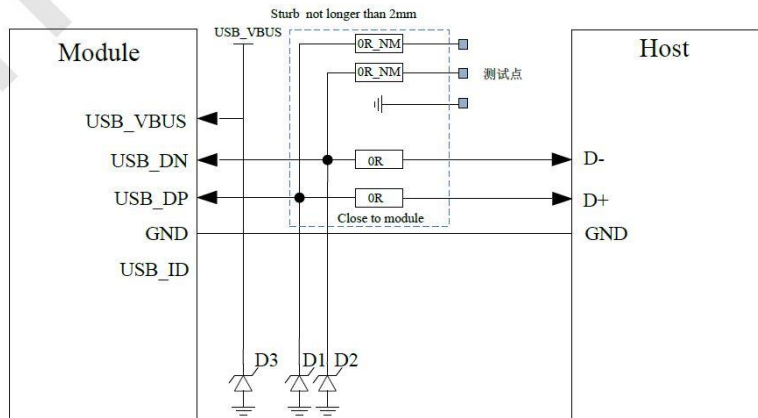 Sturb not longer than 2mm
USB_VBUS
Module
Host
0R_NM
0R_NM
测试点
USB_VBUS
USB_DN
0R
D-
USB_DP
0R
D+
Close to module
GND
GND
USB_ID
D3
D1
D2